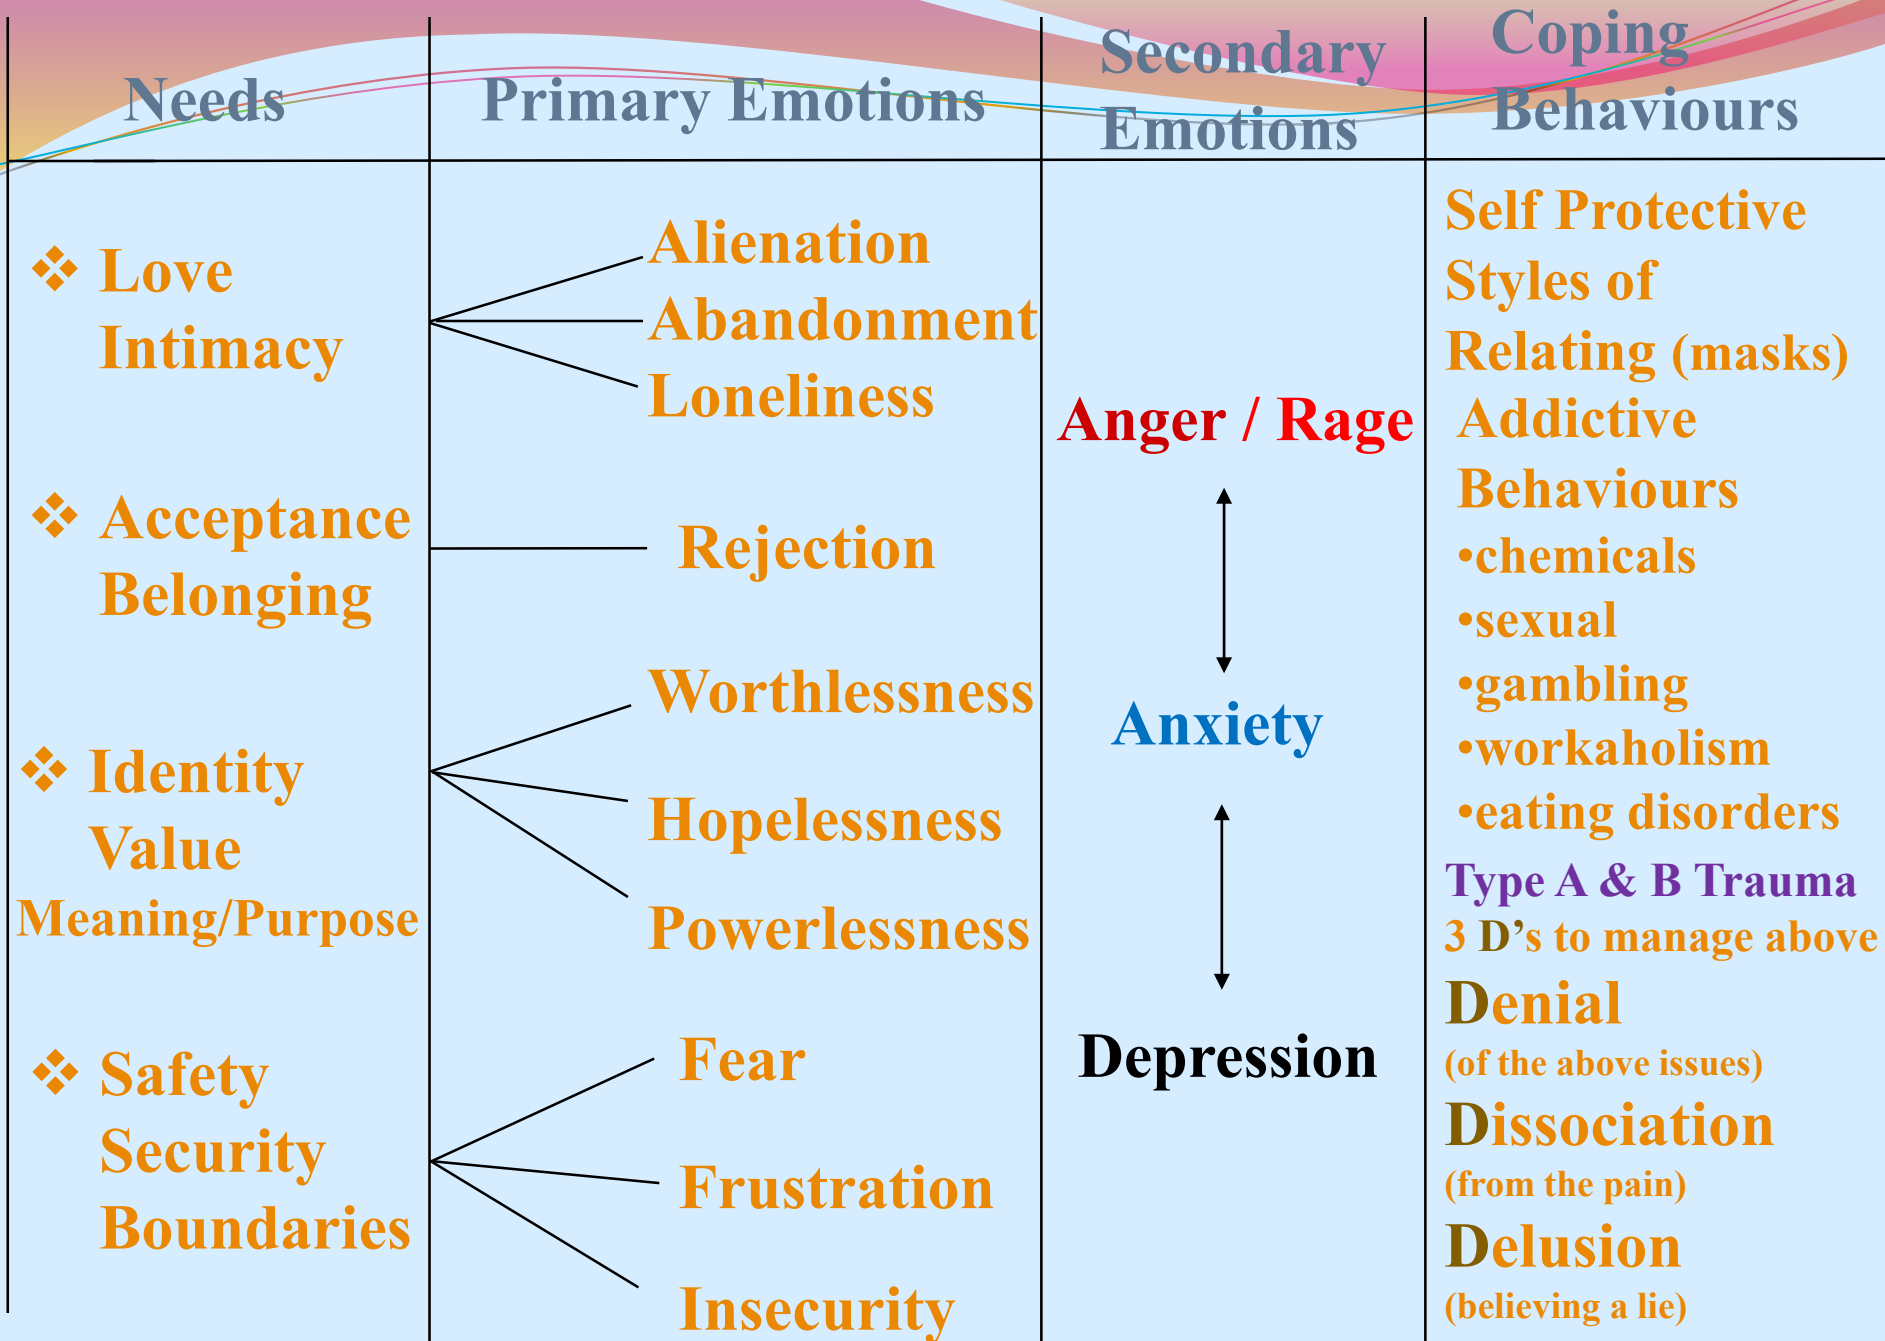 Needs
Primary Emotions
Secondary
Emotions
Coping
Behaviours
❖ Love
Intimacy
❖ Acceptance
Belonging
❖ Identity
Value
Meaning/Purpose
❖ Safety
Security
Boundaries
Alienation
Abandonment
Loneliness
Rejection
Worthlessness
Hopelessness
Powerlessness
Fear
Frustration
Insecurity
Anger / Rage
Anxiety
Depression
Self Protective
Styles of
Relating (masks)
Addictive
Behaviours
•chemicals
•sexual
•gambling
•workaholism
•eating disorders
Type A & B Trauma
3 D’s to manage above
Denial
(of the above issues)
Dissociation
(from the pain)
Delusion
(believing a lie)